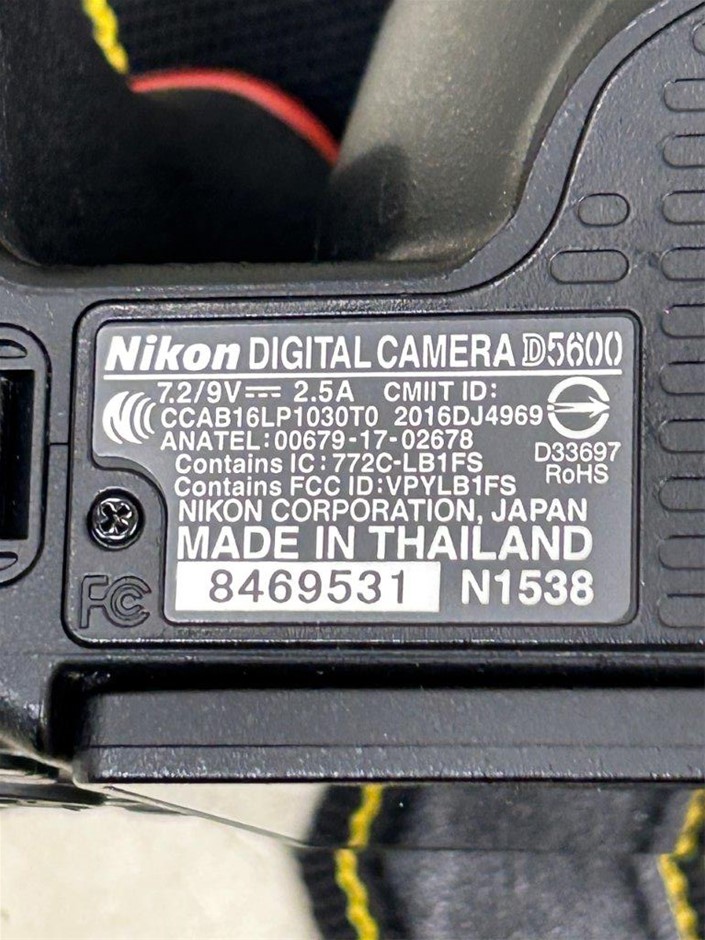 Nikon DIGITAL CAMERA D5600
7.2/9V⎓ 2.5A CMIIT ID:
CCAB16LP1030T0 2016DJ4969
ANATEL:00679-17-02678
D33697
RoHS
Contains IC:772C-LB1FS
Contains FCC ID:VPYLB1FS
NIKON CORPORATION, JAPAN
MADE IN THAILAND
8469531 N1538
FC